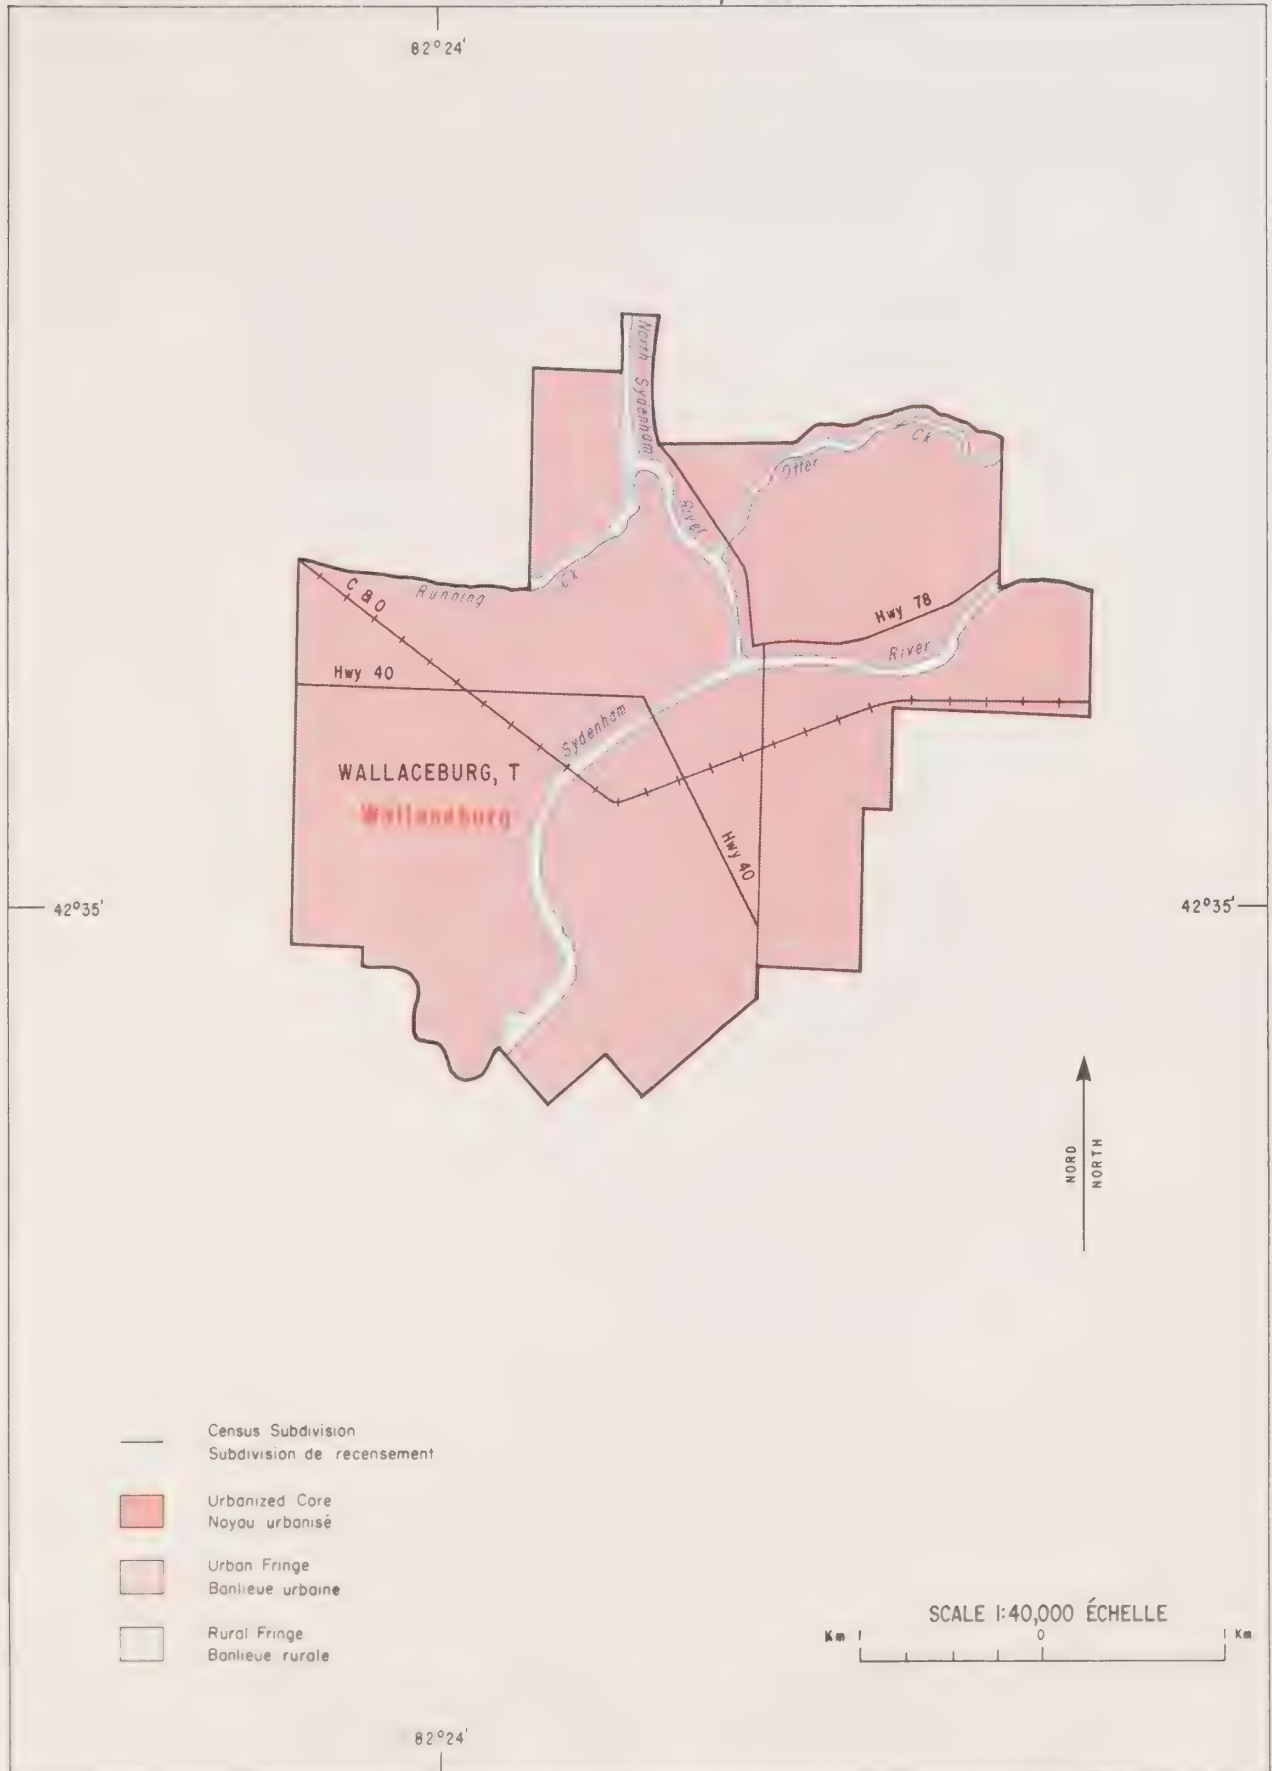 82°24'
North Sydenham
River
Otter
Ck
Ck
Running
C & O
Hwy 78
River
Hwy 40
Sydenham
WALLACEBURG, T
Wallaceburg
Hwy 40
42°35'
42°35'
NORD
NORTH
Census Subdivision
Subdivision de recensement
Urbanized Core
Noyau urbanisé
Urban Fringe
Banlieue urbaine
Rural Fringe
Banlieue rurale
SCALE 1:40,000 ÉCHELLE
Km 1 0 1 Km
82°24'